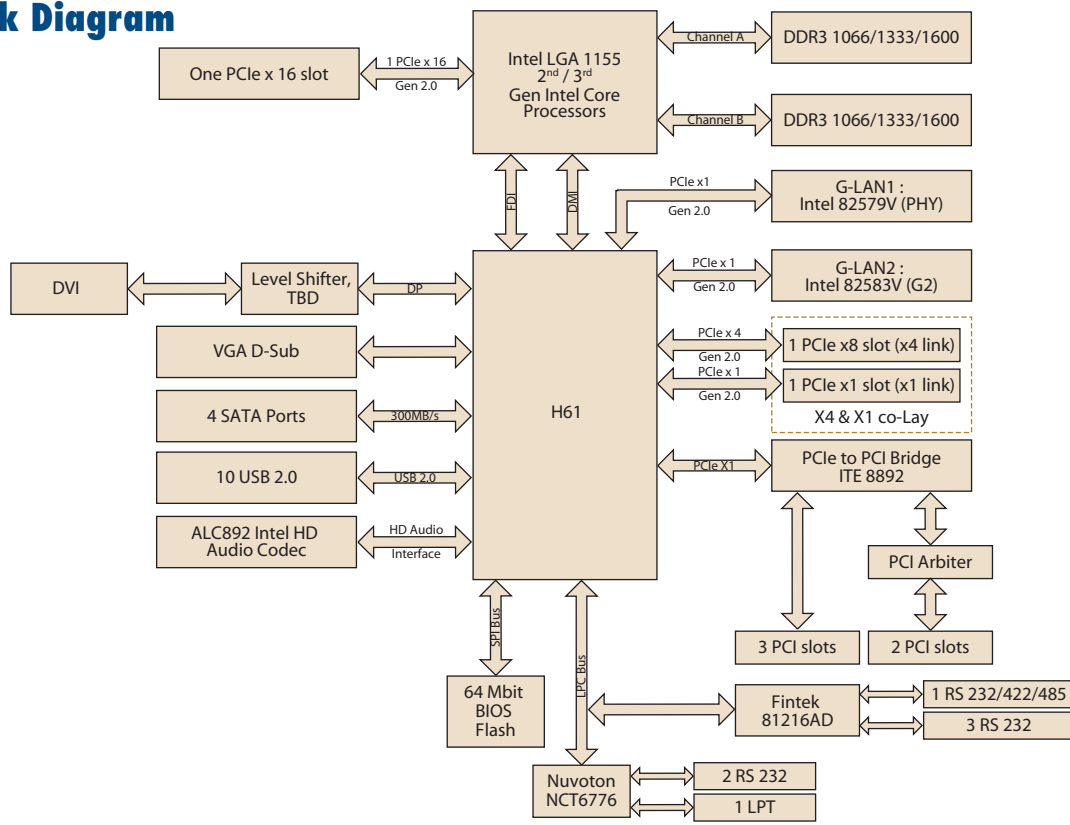 k Diagram
One PCIe x 16 slot
1 PCIe x 16
Gen 2.0
Intel LGA 1155
2nd / 3rd
Gen Intel Core
Processors
Channel A
DDR3 1066/1333/1600
Channel B
DDR3 1066/1333/1600
FDI
DMI
PCIe x1
Gen 2.0
G-LAN1 :
Intel 82579V (PHY)
DVI
Level Shifter,
TBD
DP
PCIe x 1
Gen 2.0
G-LAN2 :
Intel 82583V (G2)
VGA D-Sub
H61
PCIe x 4
Gen 2.0
1 PCIe x8 slot (x4 link)
PCIe x 1
Gen 2.0
1 PCIe x1 slot (x1 link)
X4 & X1 co-Lay
4 SATA Ports
300MB/s
10 USB 2.0
USB 2.0
PCIe X1
PCIe to PCI Bridge
ITE 8892
ALC892 Intel HD
Audio Codec
HD Audio
Interface
PCI Arbiter
3 PCI slots
2 PCI slots
SPI Bus
LPC Bus
64 Mbit
BIOS
Flash
Fintek
81216AD
1 RS 232/422/485
3 RS 232
Nuvoton
NCT6776
2 RS 232
1 LPT